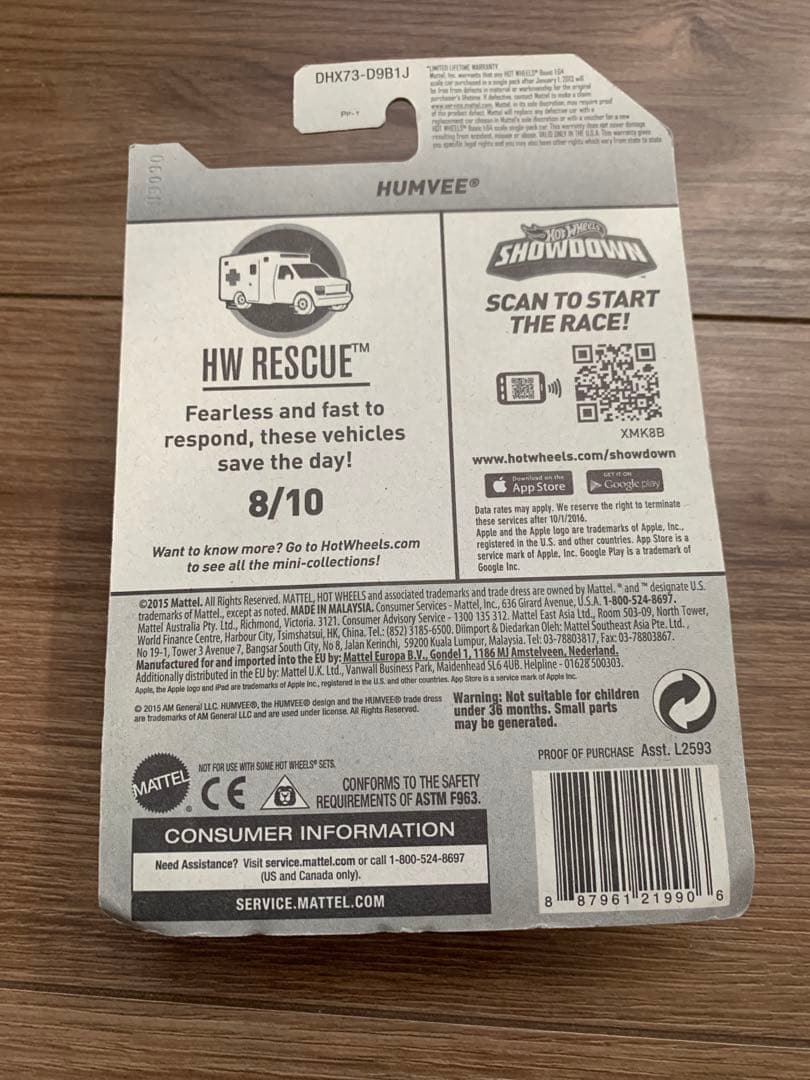 DHX73-D9B1J
PP-Y
*LIMITED LIFETIME WARRANTY
HUMVEE®
HW RESCUE™
Fearless and fast to
respond, these vehicles
save the day!
8/10
Want to know more? Go to HotWheels.com
to see all the mini-collections!
HOT WHEELS
SHOWDOWN
SCAN TO START
THE RACE!
XMK8B
www.hotwheels.com/showdown
Download on the
App Store
GET IT ON
Google play
Data rates may apply. We reserve the right to terminate
these services after 10/1/2016.
Apple and the Apple logo are trademarks of Apple, Inc.,
registered in the U.S. and other countries. App Store is a
service mark of Apple, Inc. Google Play is a trademark of
Google Inc.
©2015 Mattel. All Rights Reserved. MATTEL, HOT WHEELS and associated trademarks and trade dress are owned by Mattel. ® and ™ designate U.S.
trademarks of Mattel., except as noted. MADE IN MALAYSIA. Consumer Services - Mattel, Inc., 636 Girard Avenue, U.S.A. 1-800-524-8697.
Mattel Australia Pty. Ltd., Richmond, Victoria. 3121. Consumer Advisory Service - 1300 135 312. Mattel East Asia Ltd., Room 503-09, North Tower,
World Finance Centre, Harbour City, Tsimshatsui, HK, China. Tel.: (852) 3185-6500. Diimport & Diedarkan Oleh: Mattel Southeast Asia Pte. Ltd.,
No 19-1, Tower 3 Avenue 7, Bangsar South City, No 8, Jalan Kerinchi, 59200 Kuala Lumpur, Malaysia. Tel: 03-78803817, Fax: 03-78803867.
Manufactured for and imported into the EU by: Mattel Europa B.V., Gondel 1, 1186 MJ Amstelveen, Nederland.
Additionally distributed in the EU by: Mattel U.K. Ltd., Vanwall Business Park, Maidenhead SL6 4UB. Helpline - 01628 500303.
Apple, the Apple logo and iPad are trademarks of Apple Inc., registered in the U.S. and other countries. App Store is a service mark of Apple Inc.
© 2015 AM General LLC. HUMVEE®, the HUMVEE® design and the HUMVEE® trade dress
are trademarks of AM General LLC and are used under license. All Rights Reserved.
Warning: Not suitable for children
under 36 months. Small parts
may be generated.
PROOF OF PURCHASE Asst. L2593
MATTEL®
NOT FOR USE WITH SOME HOT WHEELS® SETS.
CE
CONFORMS TO THE SAFETY
REQUIREMENTS OF ASTM F963.
CONSUMER INFORMATION
Need Assistance? Visit service.mattel.com or call 1-800-524-8697
(US and Canada only).
SERVICE.MATTEL.COM
8 87961 21990 6